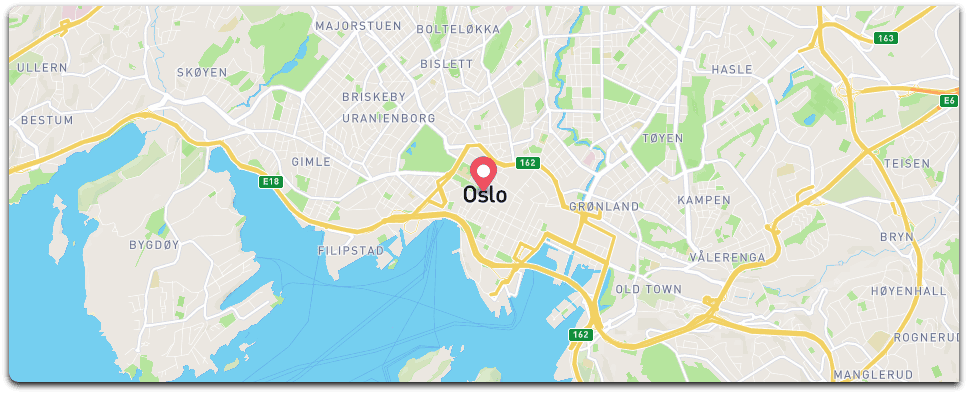 MAJORSTUEN
BOLTELØKKA
163
ULLERN
BISLETT
SKØYEN
HASLE
BRISKEBY
E6
URANIENBORG
BESTUM
TØYEN
GIMLE
162
TEISEN
E18
Oslo
KAMPEN
GRØNLAND
BRYN
BYGDØY
FILIPSTAD
VÅLERENGA
OLD TOWN
HØYENHALL
162
ROGNERUD
MANGLERUD